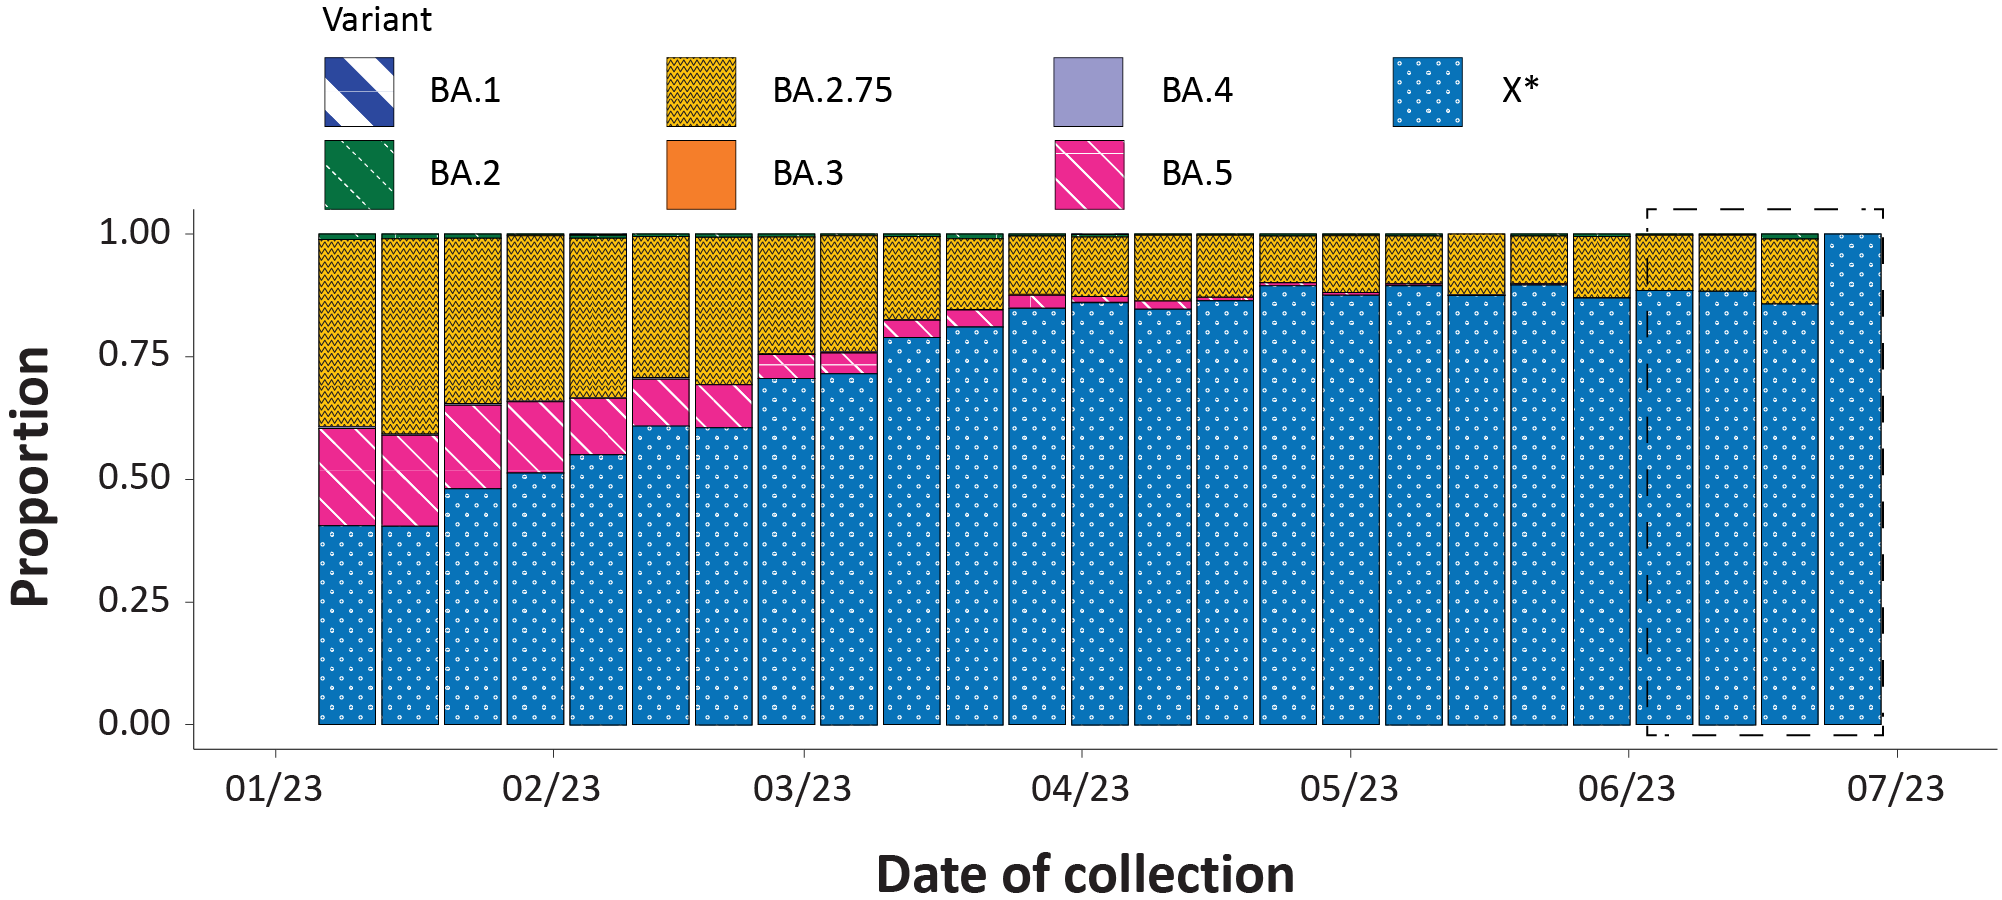 Variant
BA.1 BA.2.75 BA.4 X*
BA.2 BA.3 BA.5
1.00
0.75
0.50
0.25
0.00
Proportion
01/23 02/23 03/23 04/23 05/23 06/23 07/23
Date of collection